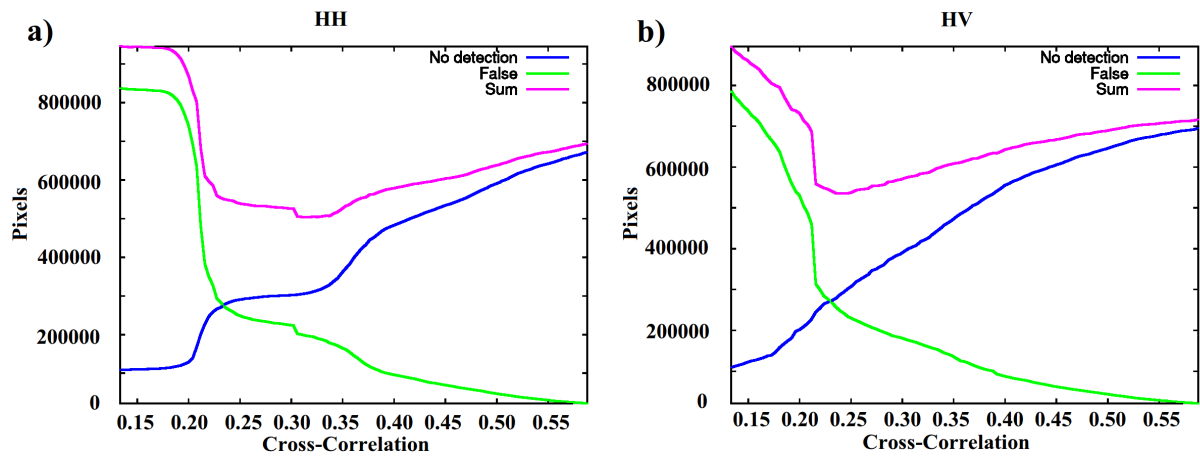 a)
HH
No detection
False
Sum
800000
600000
400000
200000
0
Pixels
0.15 0.20 0.25 0.30 0.35 0.40 0.45 0.50 0.55
Cross-Correlation
b)
HV
No detection
False
Sum
800000
600000
400000
200000
0
Pixels
0.15 0.20 0.25 0.30 0.35 0.40 0.45 0.50 0.55
Cross-Correlation